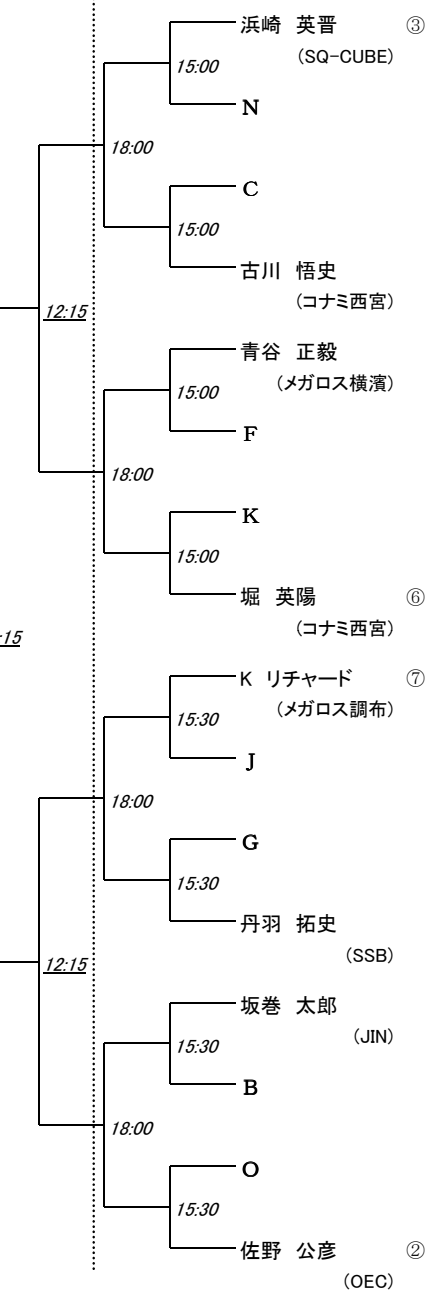 浜崎 英晋 ③
(SQ-CUBE)
15:00
N
18:00
C
15:00
古川 悟史
(コナミ西宮)
12:15
青谷 正毅
(メガロス横濱)
15:00
F
18:00
K
15:00
堀 英陽 ⑥
(コナミ西宮)
:15
K リチャード ⑦
(メガロス調布)
15:30
J
18:00
G
15:30
丹羽 拓史
(SSB)
12:15
坂巻 太郎
(JIN)
15:30
B
18:00
O
15:30
佐野 公彦 ②
(OEC)